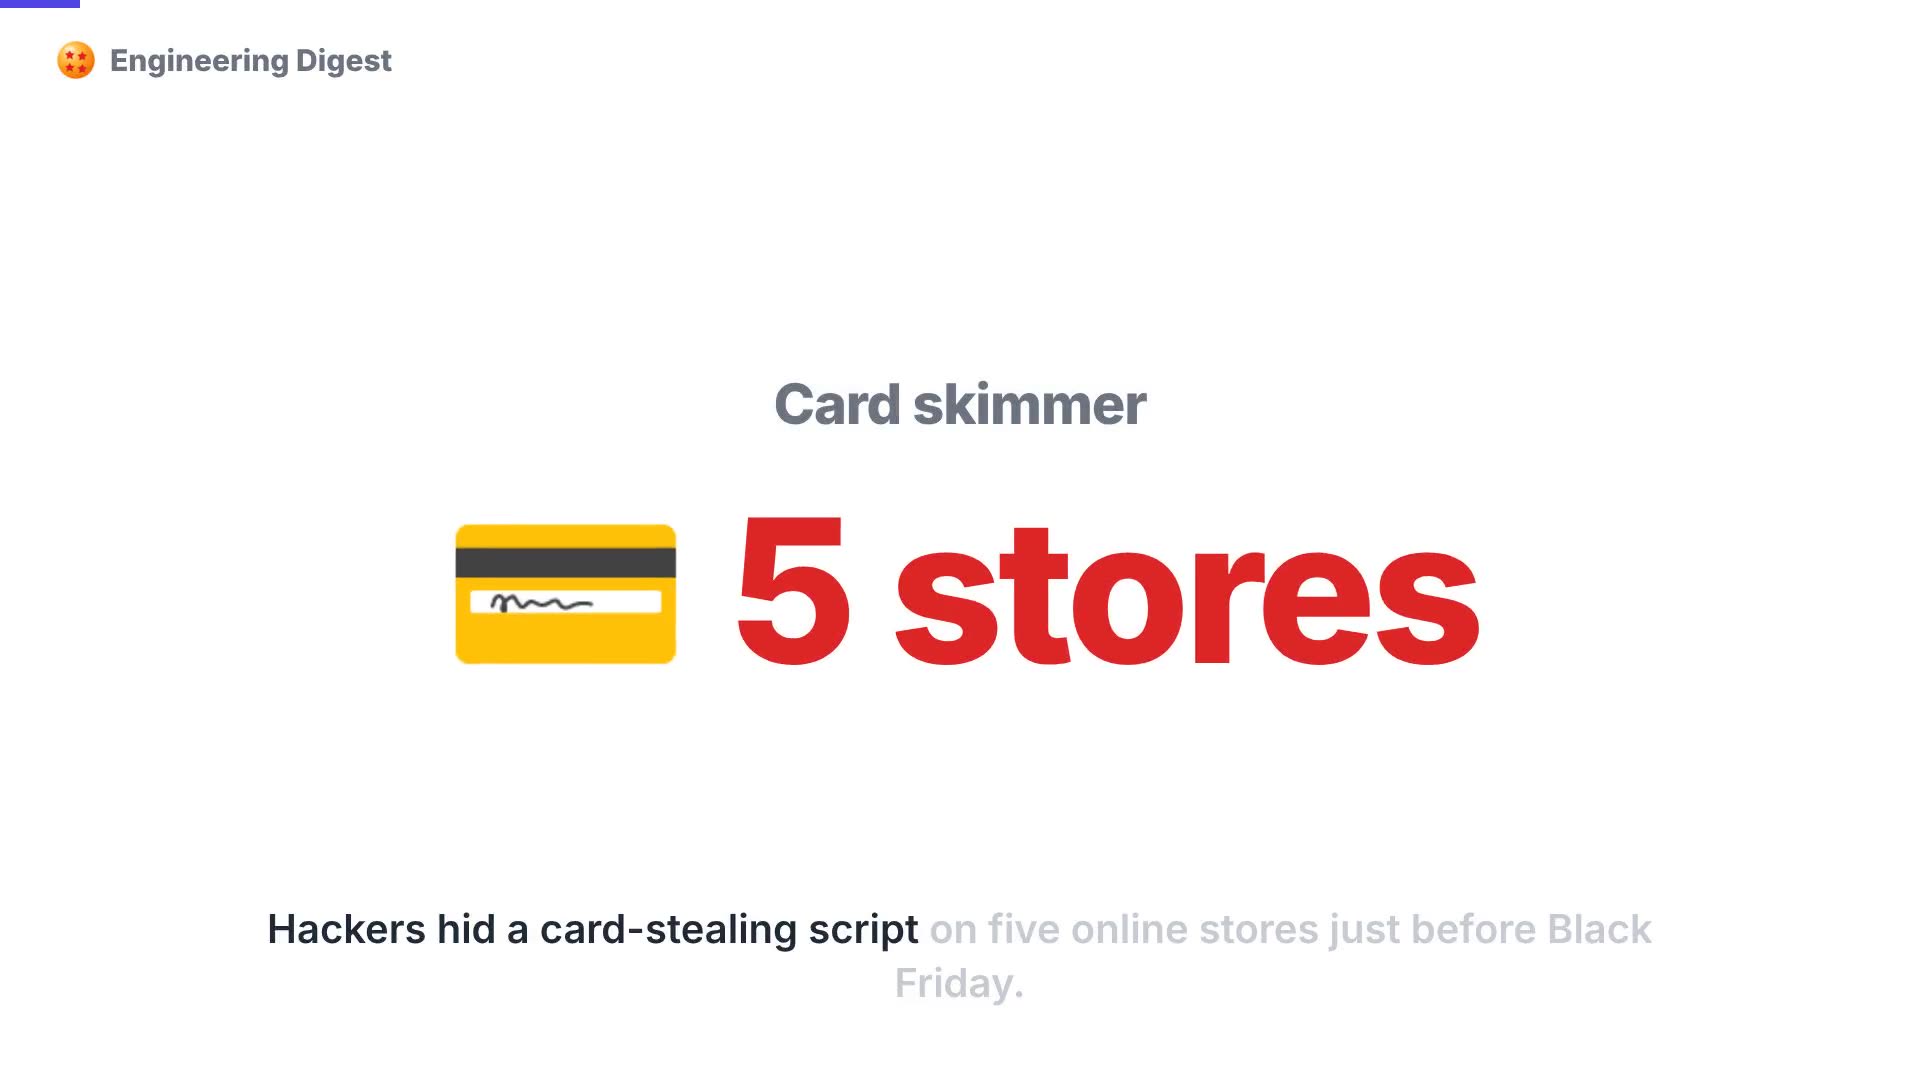 Engineering Digest
Card skimmer
5 stores
Hackers hid a card-stealing script on five online stores just before Black
Friday.